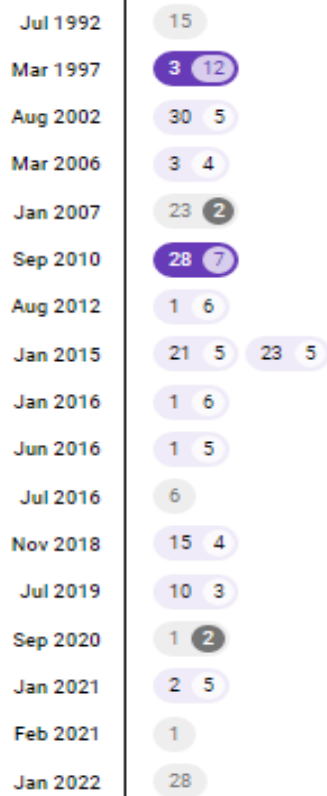 Jul 1992 15
Mar 1997 3 12
Aug 2002 30 5
Mar 2006 3 4
Jan 2007 23 2
Sep 2010 28 7
Aug 2012 1 6
Jan 2015 21 5 23 5
Jan 2016 1 6
Jun 2016 1 5
Jul 2016 6
Nov 2018 15 4
Jul 2019 10 3
Sep 2020 1 2
Jan 2021 2 5
Feb 2021 1
Jan 2022 28